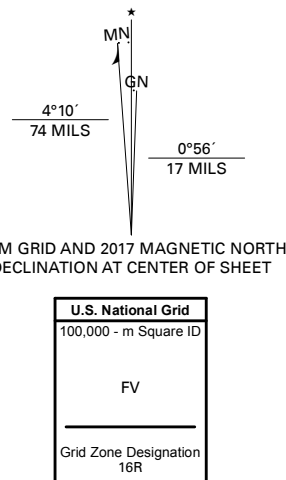 ★
MN
GN
4°10´
74 MILS
0°56´
17 MILS
M GRID AND 2017 MAGNETIC NORTH
DECLINATION AT CENTER OF SHEET
U.S. National Grid
100,000 - m Square ID
FV
Grid Zone Designation
16R